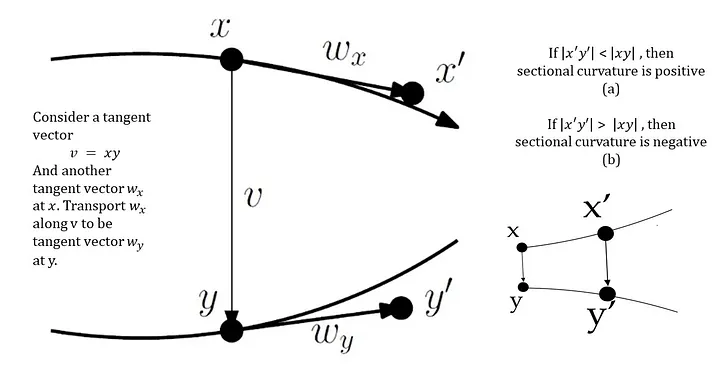 x
w_x
x′
If |x′y′| < |xy| , then
sectional curvature is positive
(a)
Consider a tangent
vector
v = xy
And another
tangent vector w_x
at x. Transport w_x
along v to be
tangent vector w_y
at y.
v
If |x′y′| > |xy| , then
sectional curvature is negative
(b)
y
w_y
y′
x
x′
y
y′